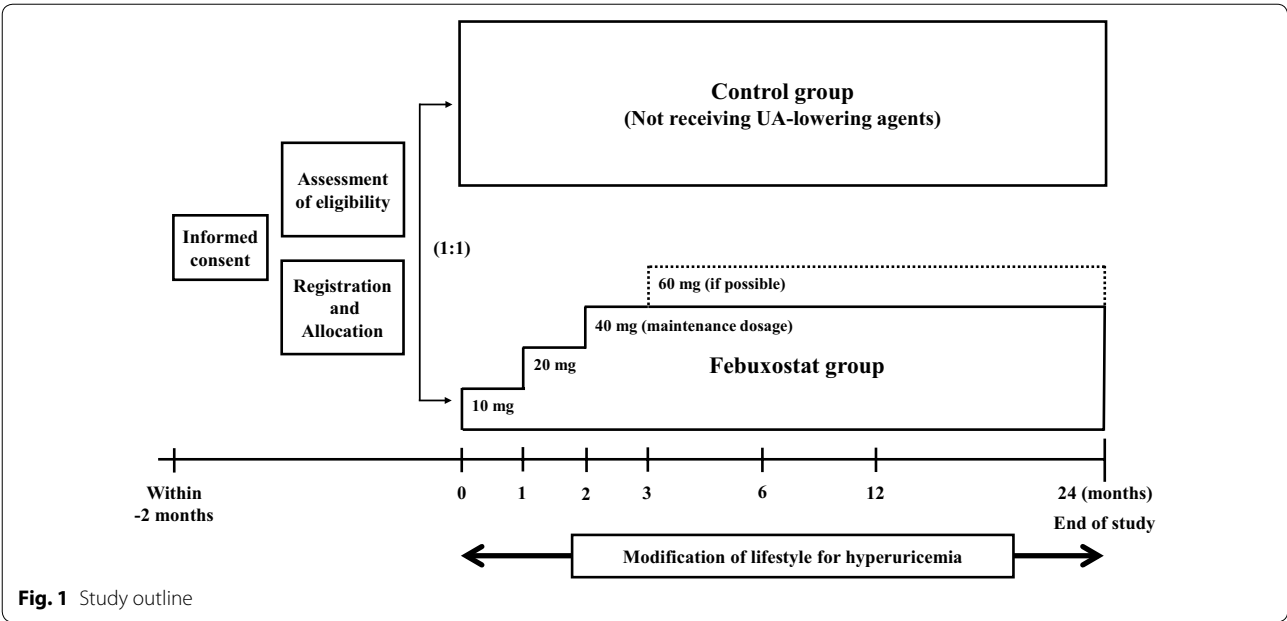 Control group
(Not receiving UA-lowering agents)
Assessment
of eligibility
Informed
consent
(1:1)
Registration
and
Allocation
60 mg (if possible)
40 mg (maintenance dosage)
20 mg
Febuxostat group
10 mg
0
1
2
3
6
12
24 (months)
Within
-2 months
End of study
Modification of lifestyle for hyperuricemia
Fig. 1 Study outline